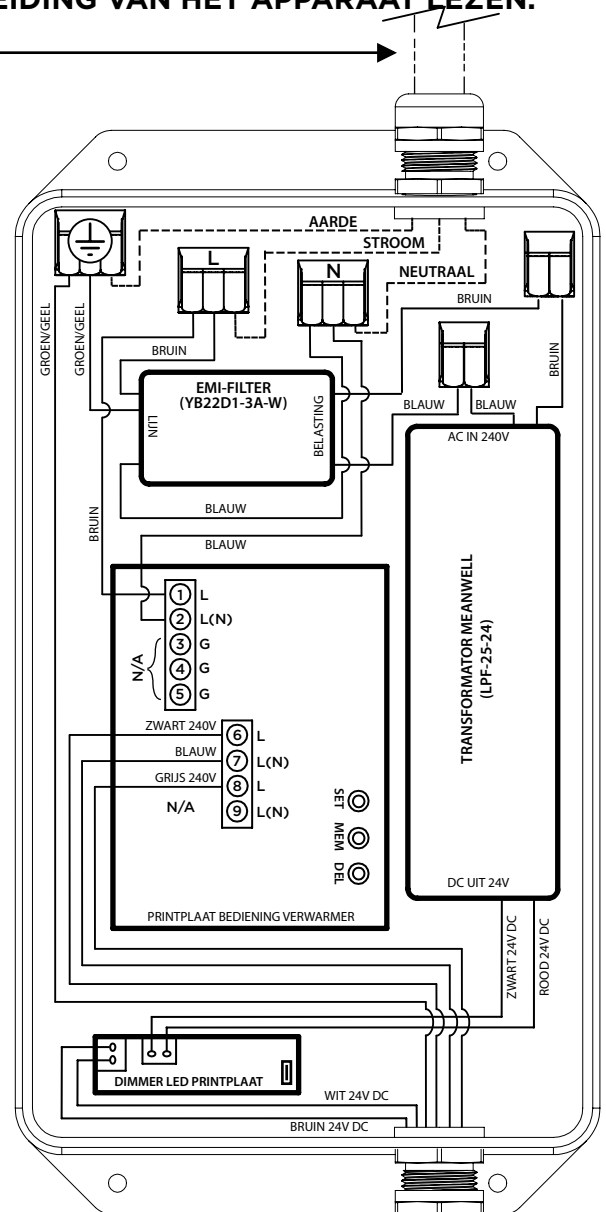 EIDING VAN HET APPARAAT LEZEN.
AARDE
STROOM
NEUTRAAL
L
N
GROEN/GEEL
GROEN/GEEL
BRUIN
BRUIN
BRUIN
EMI-FILTER
(YB22D1-3A-W)
LIJN
BELASTING
BLAUW
BLAUW
AC IN 240V
BLAUW
BLAUW
BRUIN
1 L
2 L(N)
3 G
4 G
5 G
N/A
TRANSFORMATOR MEANWELL
(LPF-25-24)
ZWART 240V
6 L
BLAUW
7 L(N)
GRIJS 240V
8 L
N/A
9 L(N)
SET
MEM
DEL
DC UIT 24V
PRINTPLAAT BEDIENING VERWARMER
ZWART 24V DC
ROOD 24V DC
DIMMER LED PRINTPLAAT
WIT 24V DC
BRUIN 24V DC